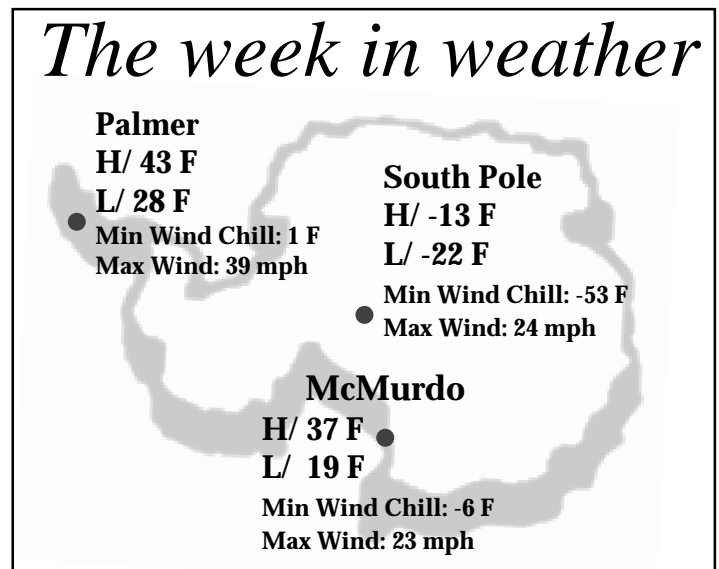 The week in weather
Palmer
H/ 43 F
L/ 28 F
Min Wind Chill: 1 F
Max Wind: 39 mph
South Pole
H/ -13 F
L/ -22 F
Min Wind Chill: -53 F
Max Wind: 24 mph
McMurdo
H/ 37 F
L/ 19 F
Min Wind Chill: -6 F
Max Wind: 23 mph